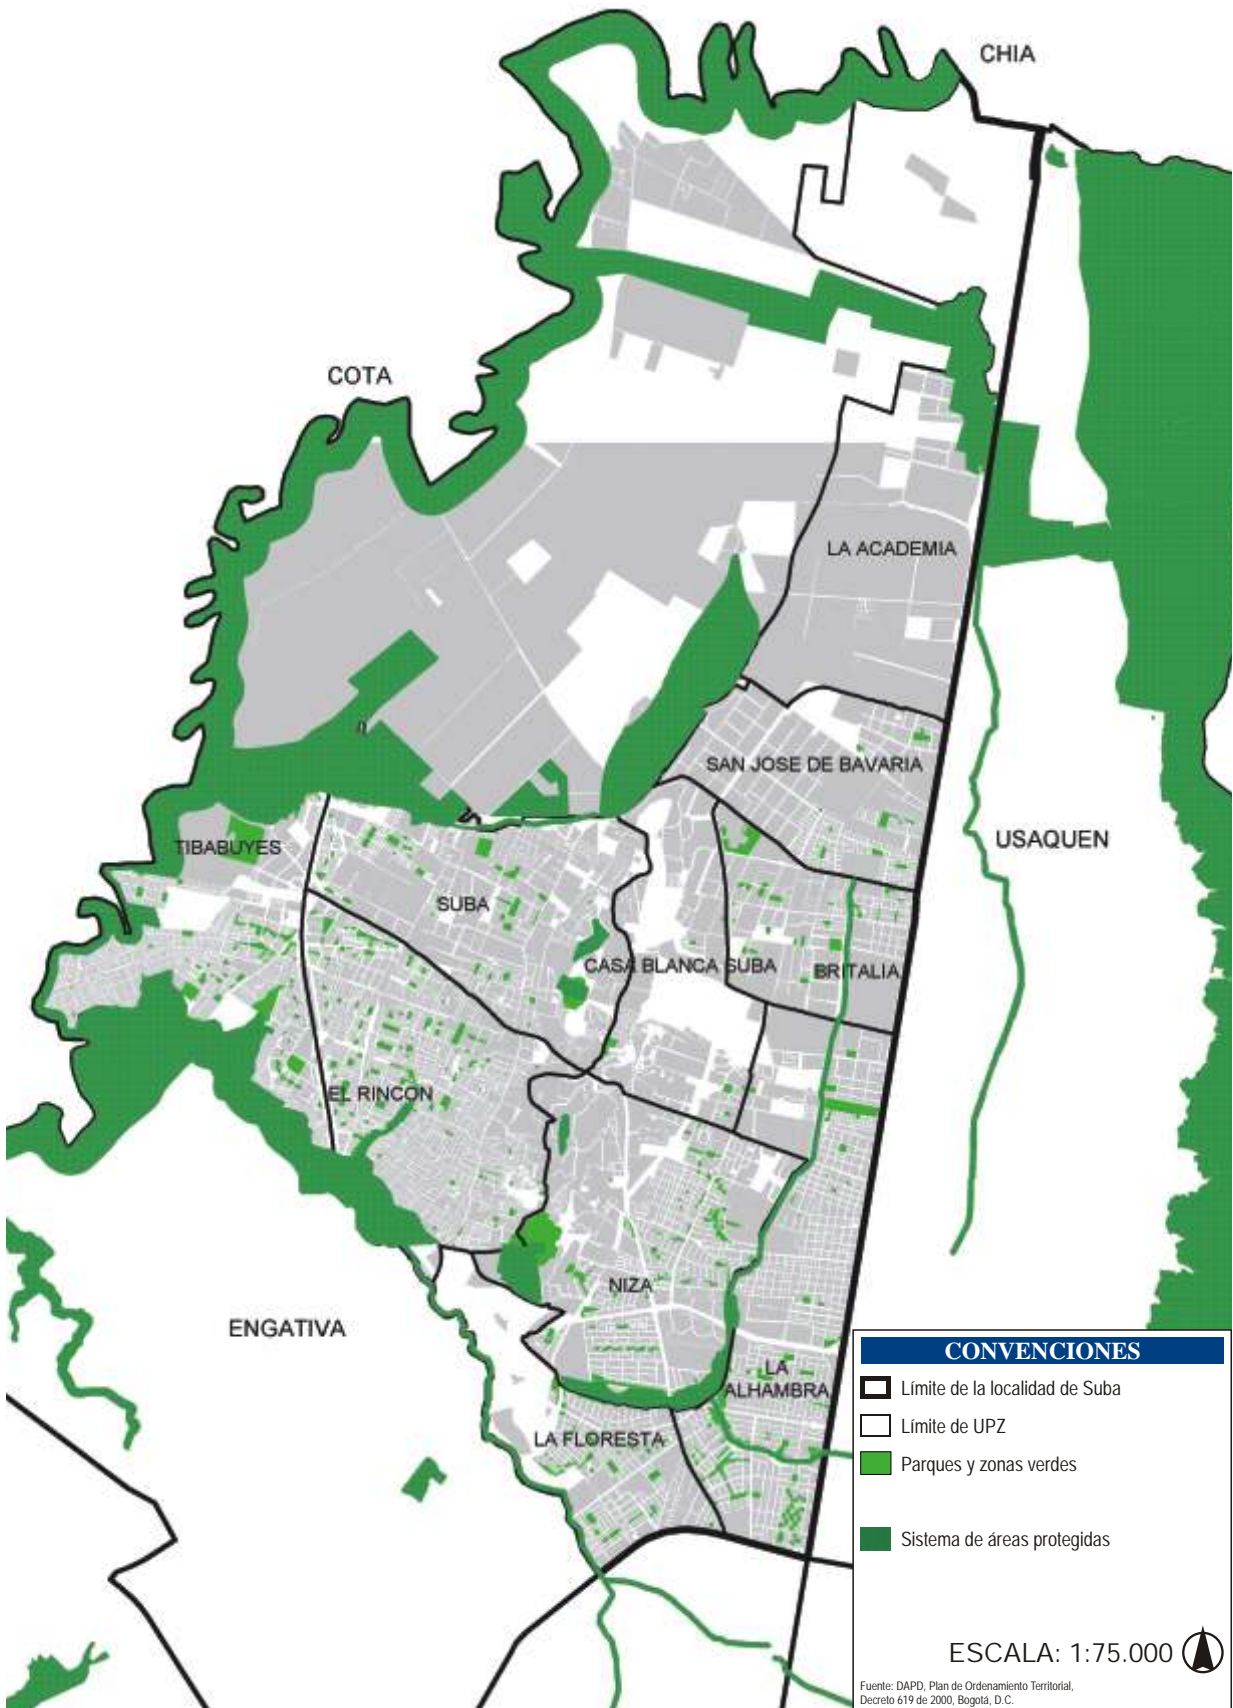 CHIA
COTA
LA ACADEMIA
SAN JOSE DE BAVARIA
USAQUEN
TIBABUYES
SUBA
CASA BLANCA SUBA
BRITALIA
EL RINCON
NIZA
ENGATIVA
LA
ALHAMBRA
LA FLORESTA
CONVENCIONES
Límite de la localidad de Suba
Límite de UPZ
Parques y zonas verdes
Sistema de áreas protegidas
ESCALA: 1:75.000
Fuente: DAPD, Plan de Ordenamiento Territorial,
Decreto 619 de 2000, Bogotá, D.C.